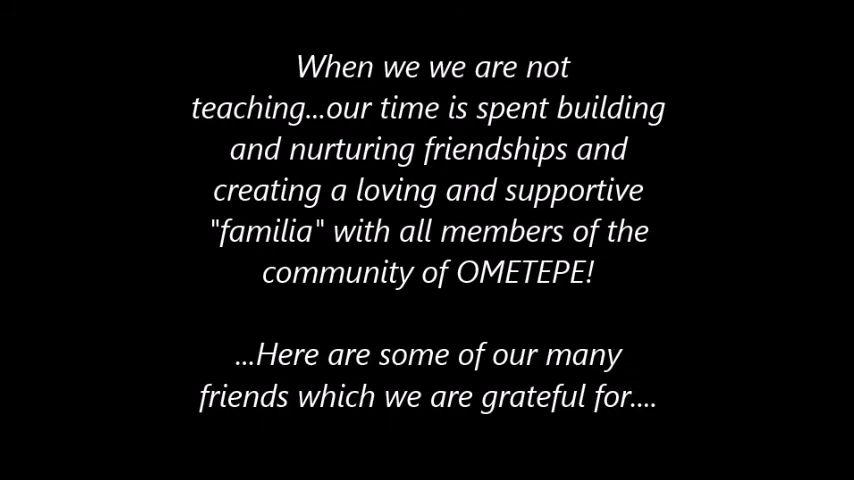 When we we are not
teaching...our time is spent building
and nurturing friendships and
creating a loving and supportive
"familia" with all members of the
community of OMETEPE!
...Here are some of our many
friends which we are grateful for....